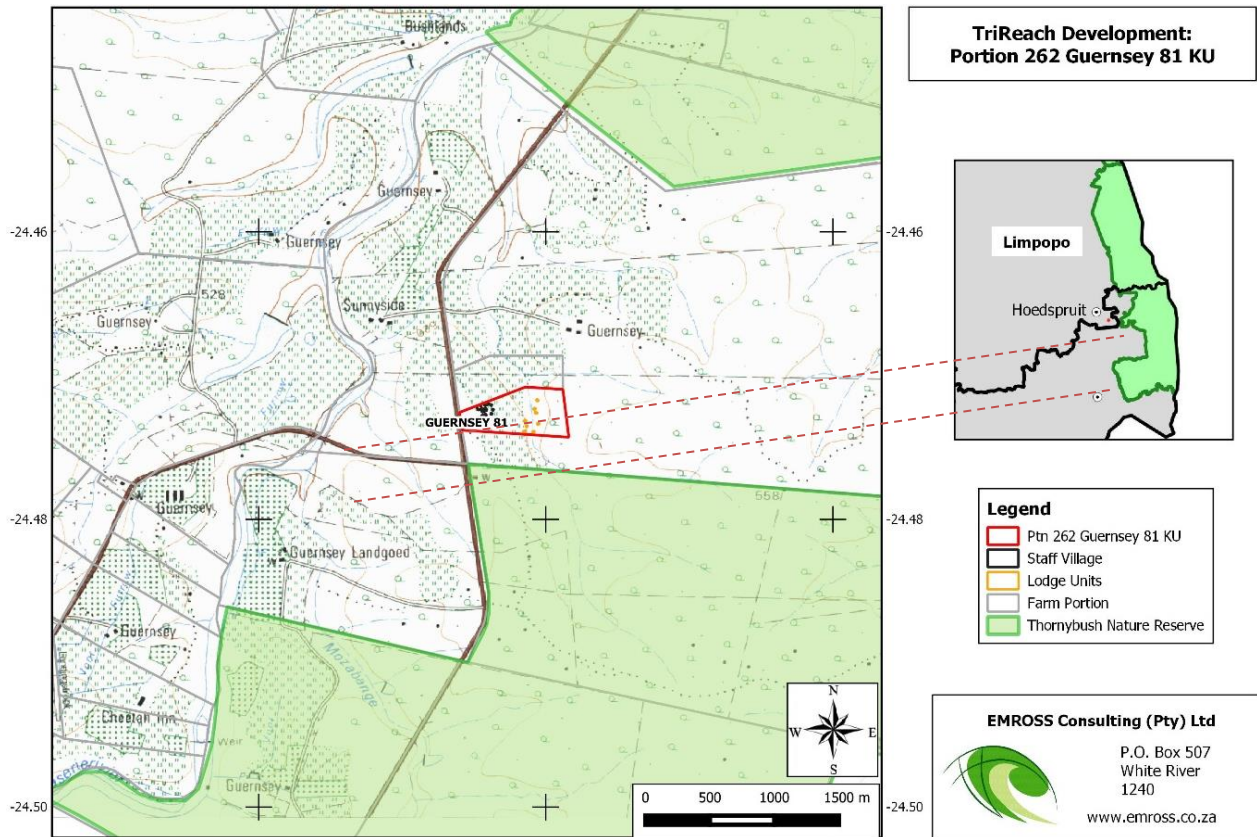 TriReach Development:
Portion 262 Guernsey 81 KU
Bushlands
Guernsey
-24.46
-24.46
Guernsey
528
Sunnyside
Guernsey
Guernsey
GUERNSEY 81
W
558
Guernsey
-24.48
-24.48
Guernsey Landgoed
W
Guernsey
Mozabange
Cheetah Inn
Weir
Guernsey
-24.50
-24.50
N
W
E
S
0 500 1000 1500 m
Limpopo
Hoedspruit
Legend
Ptn 262 Guernsey 81 KU
Staff Village
Lodge Units
Farm Portion
Thornybush Nature Reserve
EMROSS Consulting (Pty) Ltd
P.O. Box 507
White River
1240
www.emross.co.za